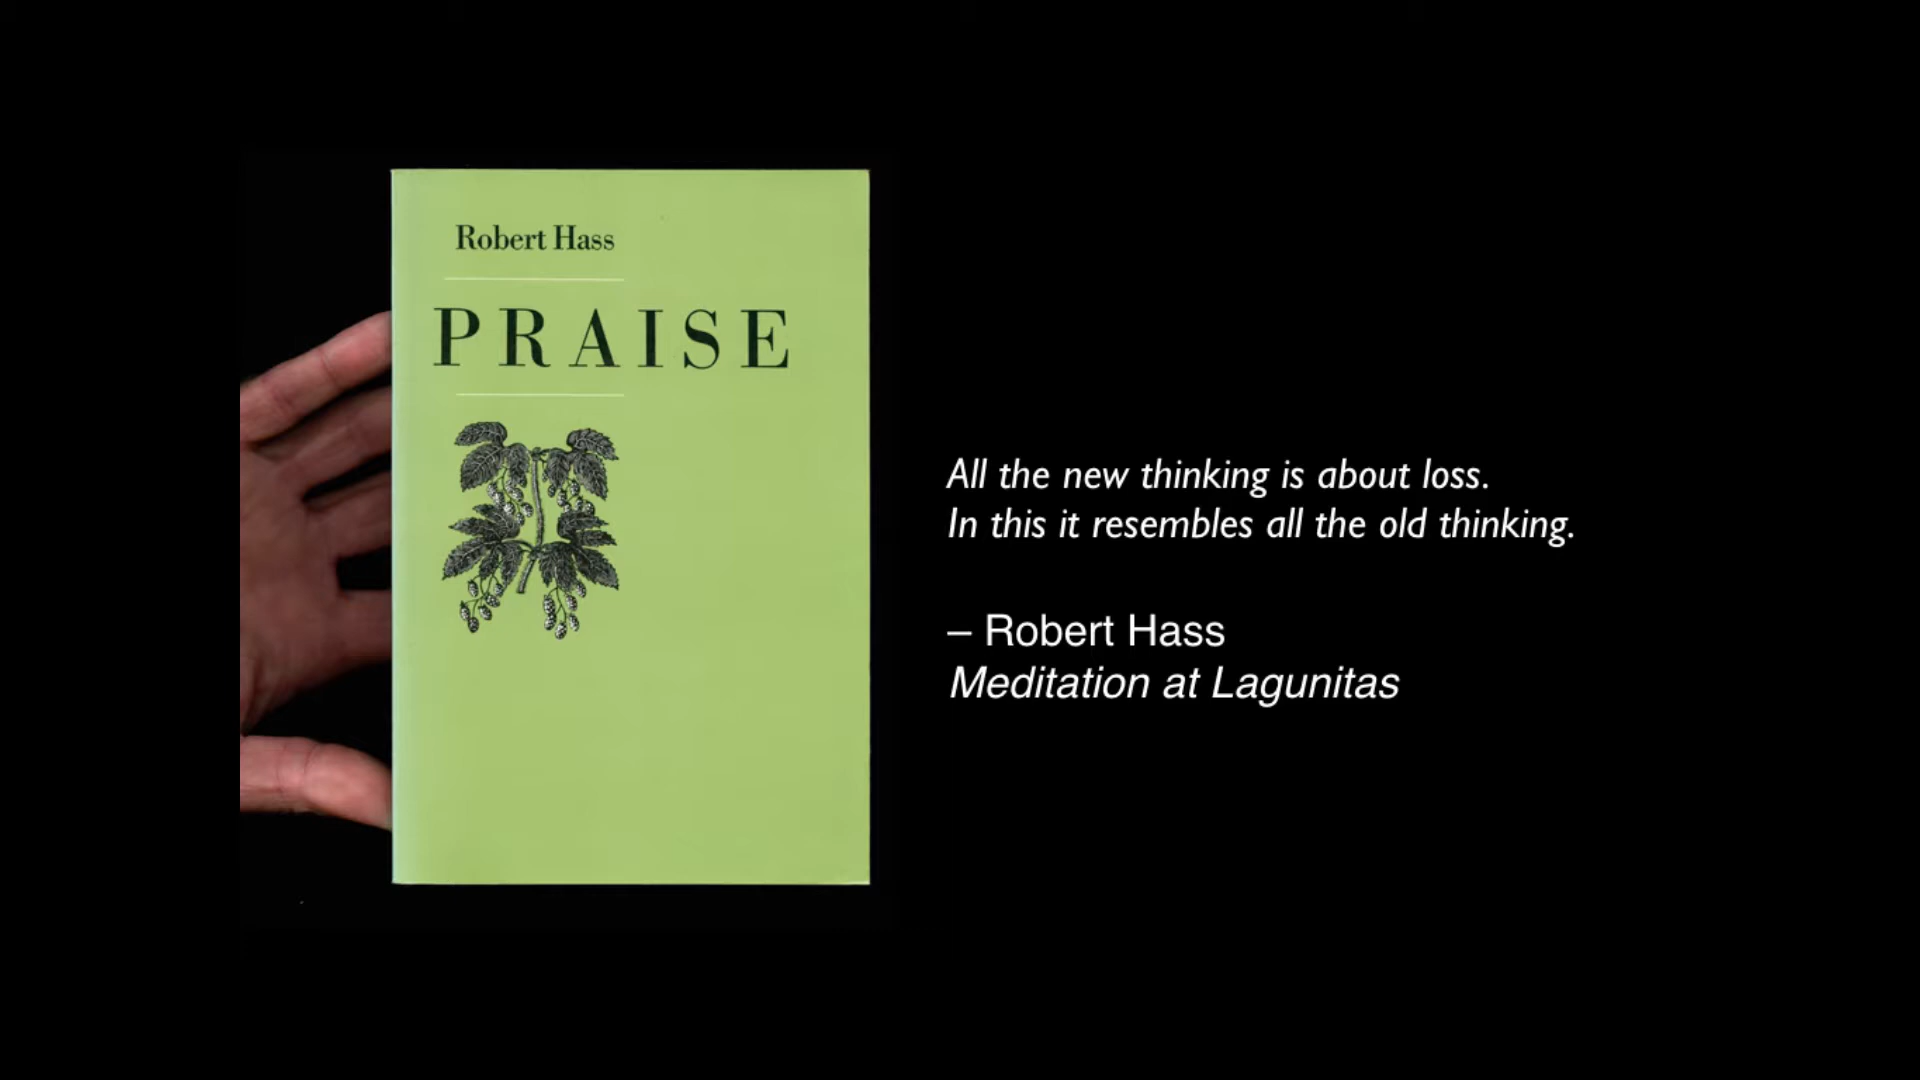 Robert Hass
PRAISE
All the new thinking is about loss.
In this it resembles all the old thinking.
– Robert Hass
Meditation at Lagunitas